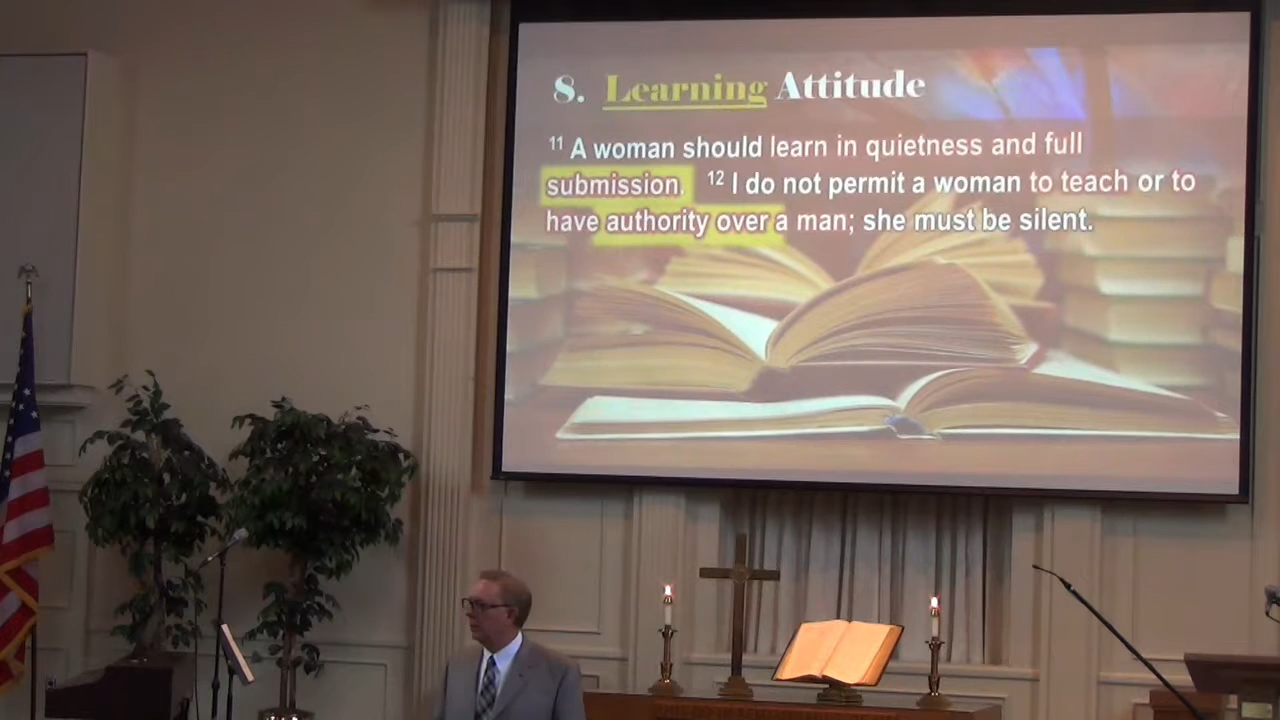 8. Learning Attitude
11 A woman should learn in quietness and full
submission. 12 I do not permit a woman to teach or to
have authority over a man; she must be silent.